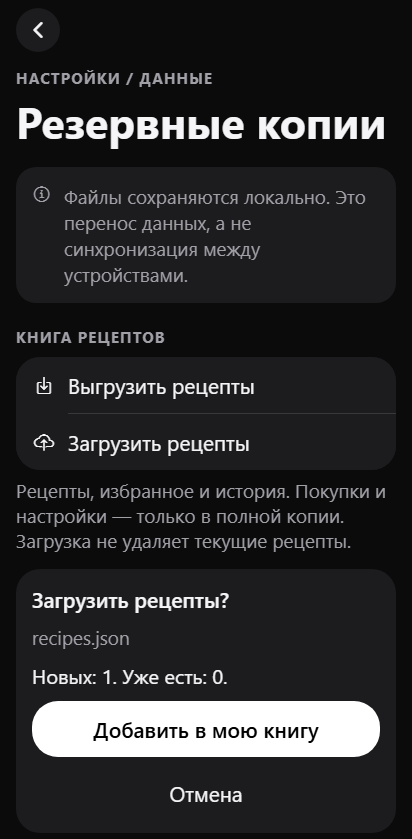 НАСТРОЙКИ / ДАННЫЕ
Резервные копии
Файлы сохраняются локально. Это
перенос данных, а не
синхронизация между
устройствами.
КНИГА РЕЦЕПТОВ
Выгрузить рецепты
Загрузить рецепты
Рецепты, избранное и история. Покупки и
настройки — только в полной копии.
Загрузка не удаляет текущие рецепты.
Загрузить рецепты?
recipes.json
Новых: 1. Уже есть: 0.
Добавить в мою книгу
Отмена